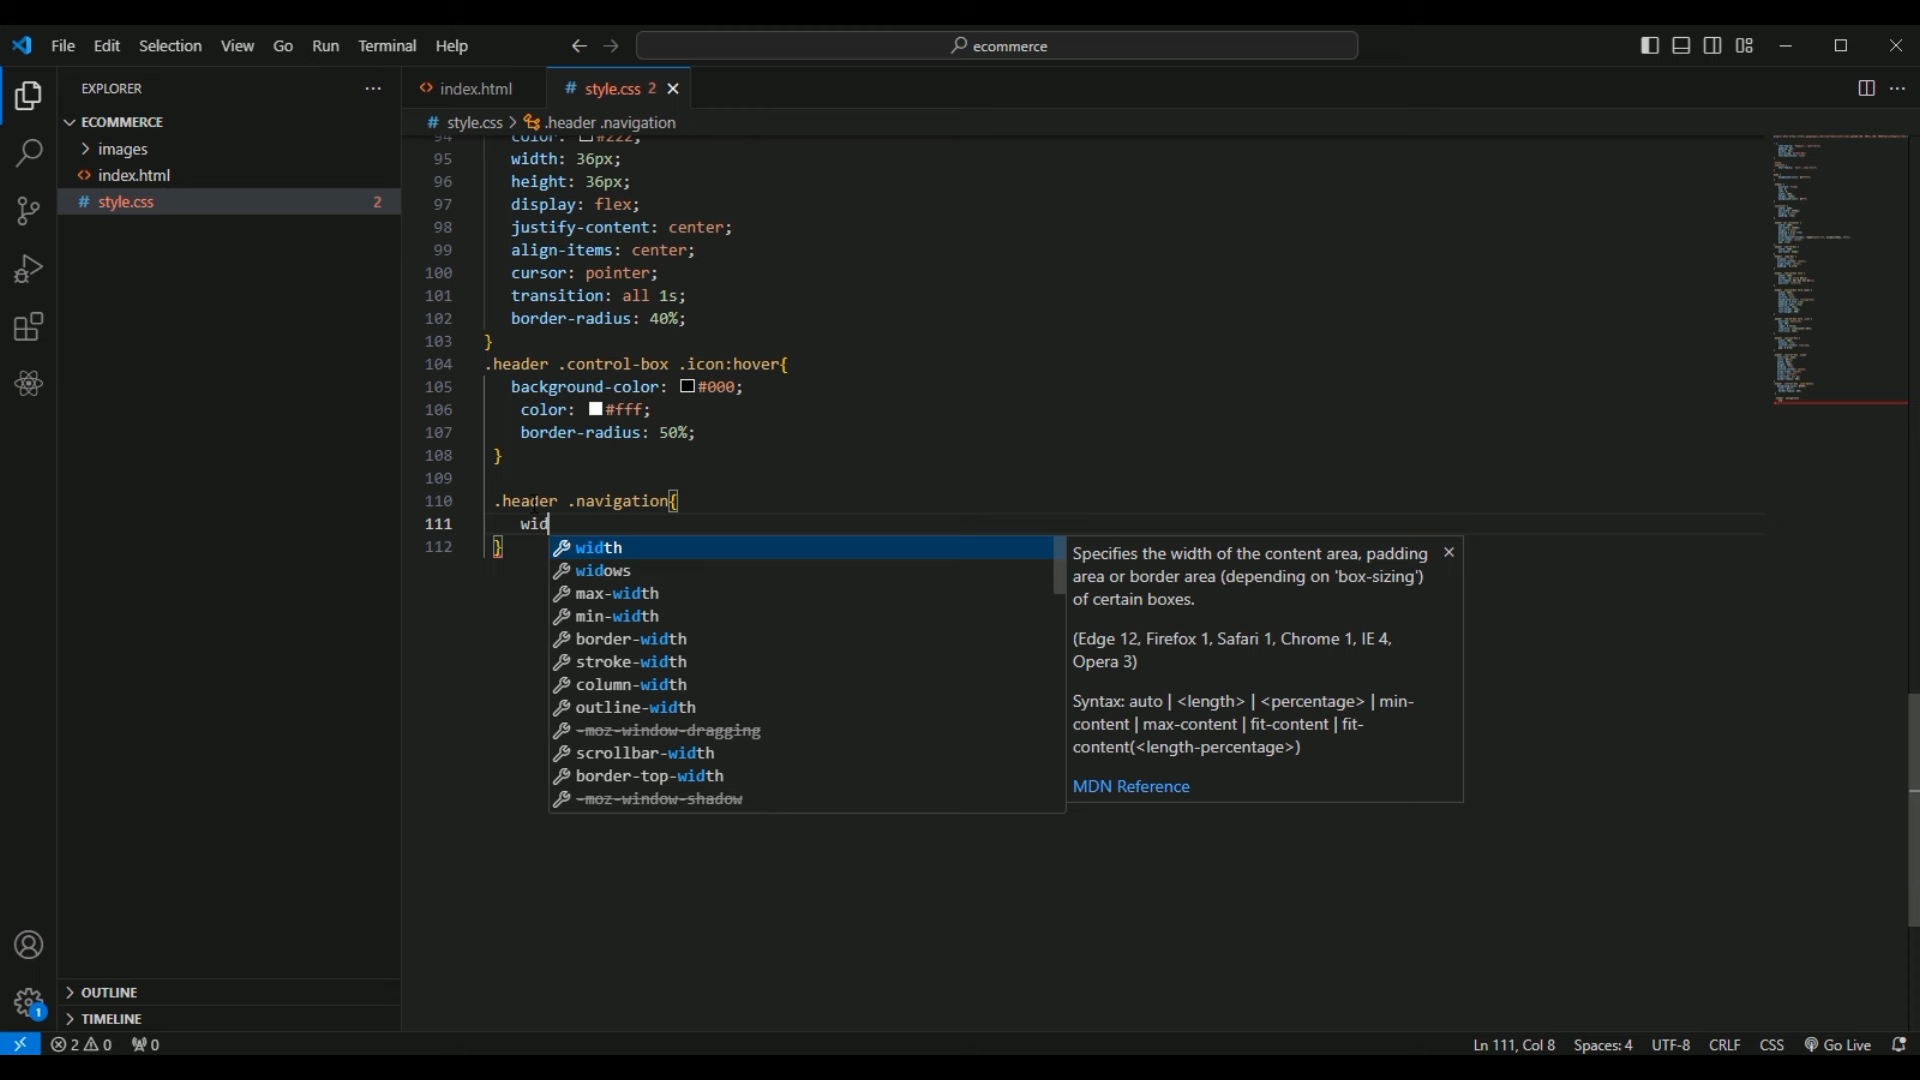 File Edit Selection View Go Run Terminal Help
ecommerce
EXPLORER
index.html
# style.css 2
ECOMMERCE
# style.css > .header .navigation
images
index.html
# style.css 2
94 color: #222;
95 width: 36px;
96 height: 36px;
97 display: flex;
98 justify-content: center;
99 align-items: center;
100 cursor: pointer;
101 transition: all 1s;
102 border-radius: 40%;
103 }
104 .header .control-box .icon:hover{
105 background-color: #000;
106 color: #fff;
107 border-radius: 50%;
108 }
109
110 .header .navigation{
111 wid
112 }
width
widows
max-width
min-width
border-width
stroke-width
column-width
outline-width
-moz-window-dragging
scrollbar-width
border-top-width
-moz-window-shadow
Specifies the width of the content area, padding
area or border area (depending on 'box-sizing')
of certain boxes.
(Edge 12, Firefox 1, Safari 1, Chrome 1, IE 4,
Opera 3)
Syntax: auto | <length> | <percentage> | min-
content | max-content | fit-content | fit-
content(<length-percentage>)
MDN Reference
OUTLINE
1
TIMELINE
2 0 0
Ln 111, Col 8 Spaces: 4 UTF-8 CRLF CSS Go Live